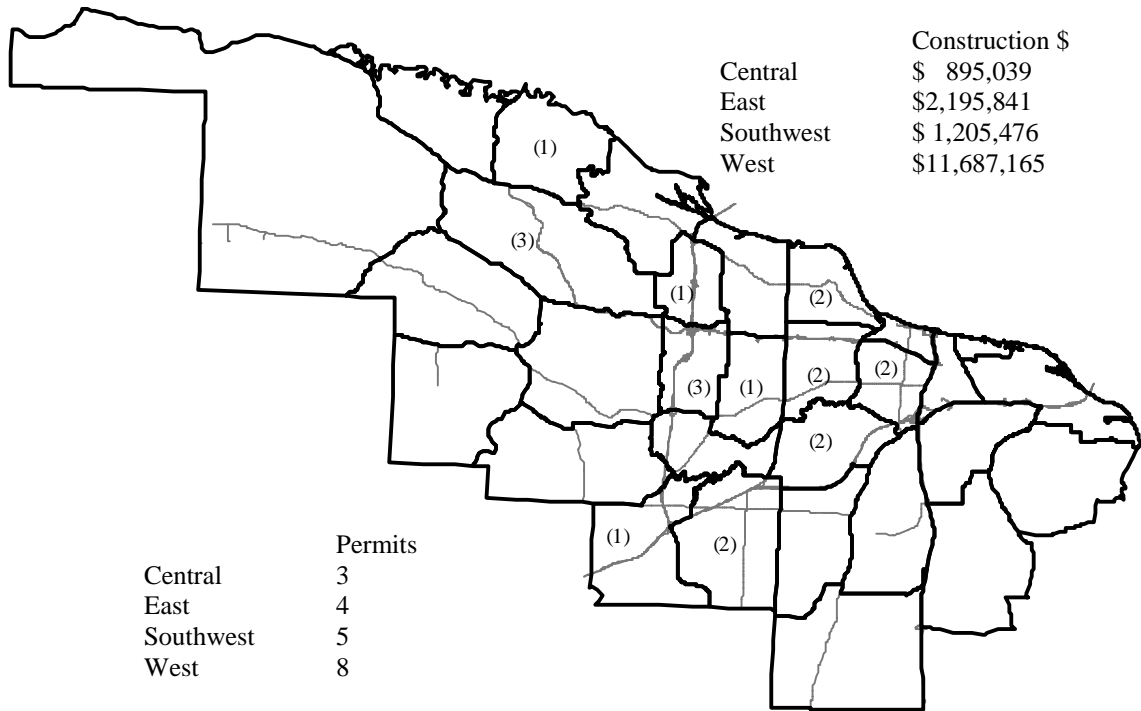 Construction $
Central $ 895,039
East $2,195,841
Southwest $ 1,205,476
West $11,687,165
(1)
(3)
(1)
(2)
(3)
(1)
(2)
(2)
(2)
(1)
(2)
Permits
Central 3
East 4
Southwest 5
West 8